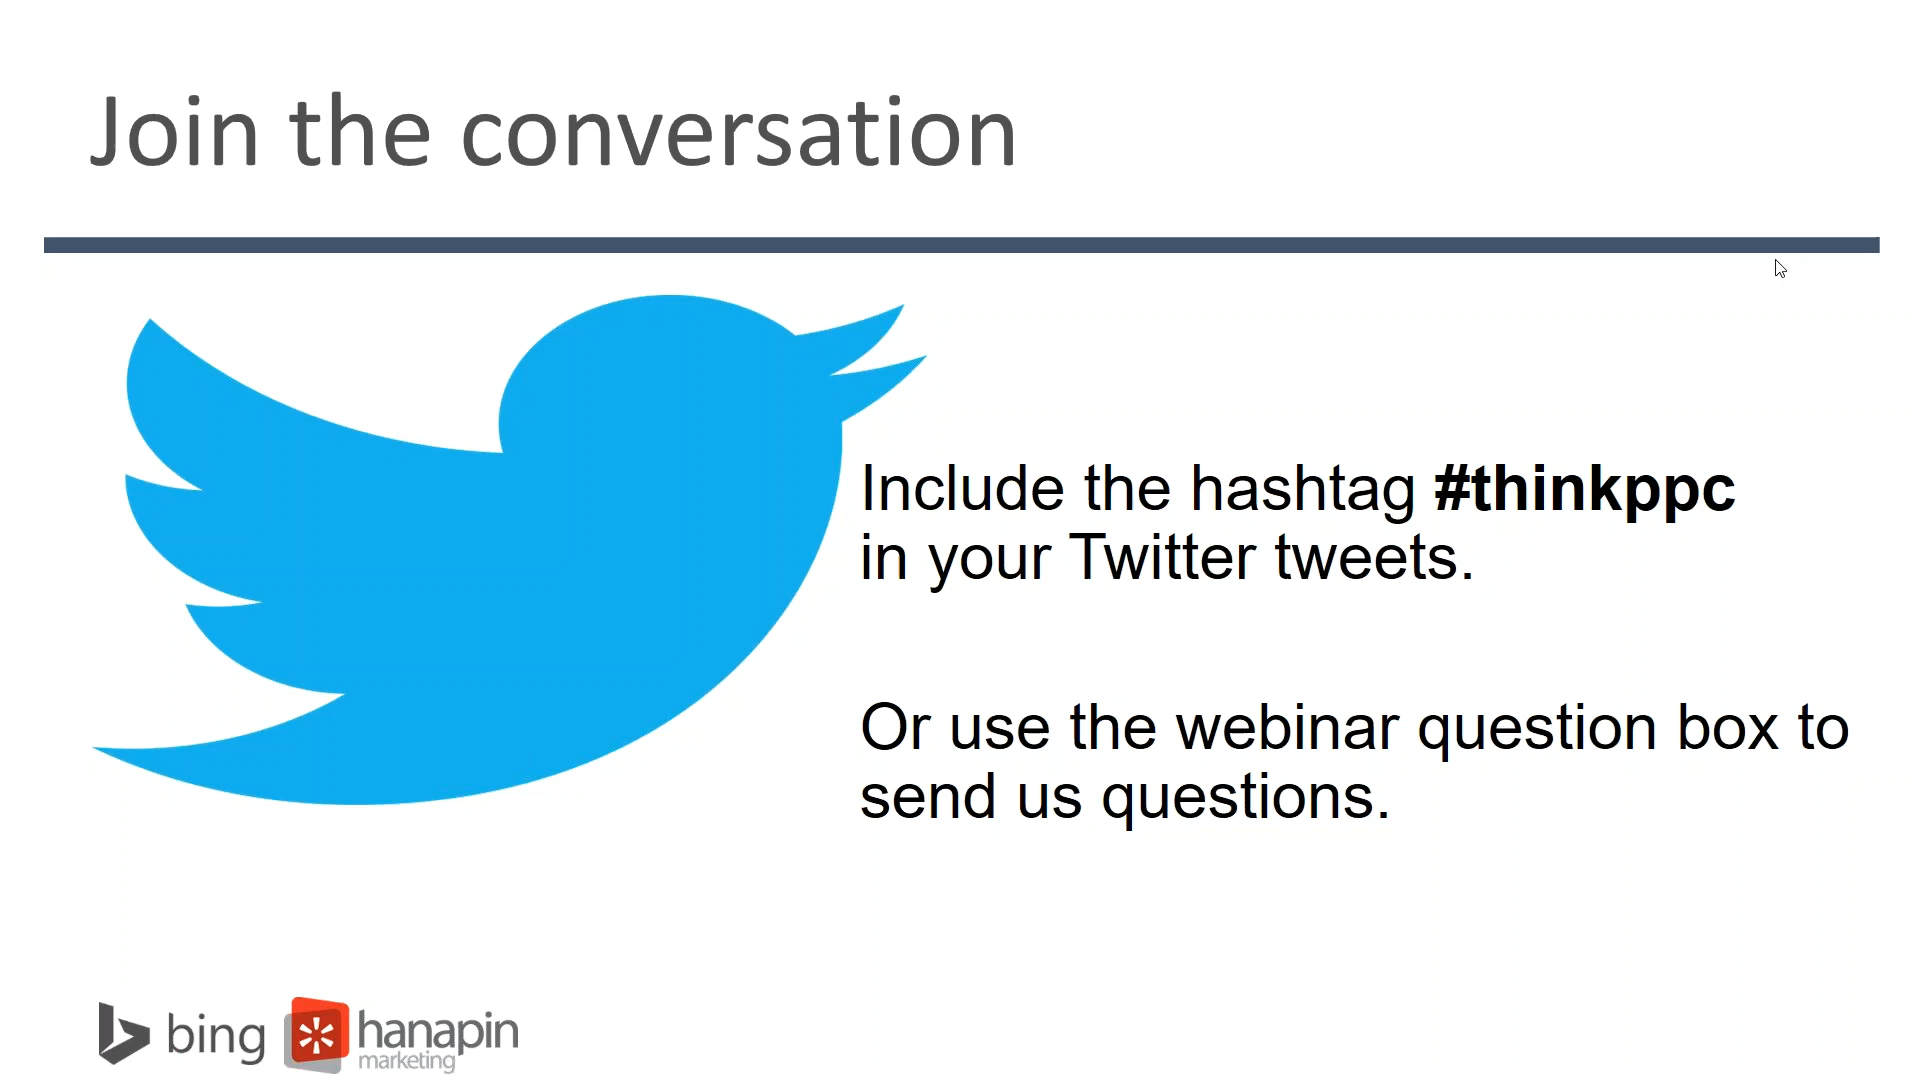 Join the conversation
Include the hashtag #thinkppc
in your Twitter tweets.
Or use the webinar question box to
send us questions.
bing
hanapin
marketing